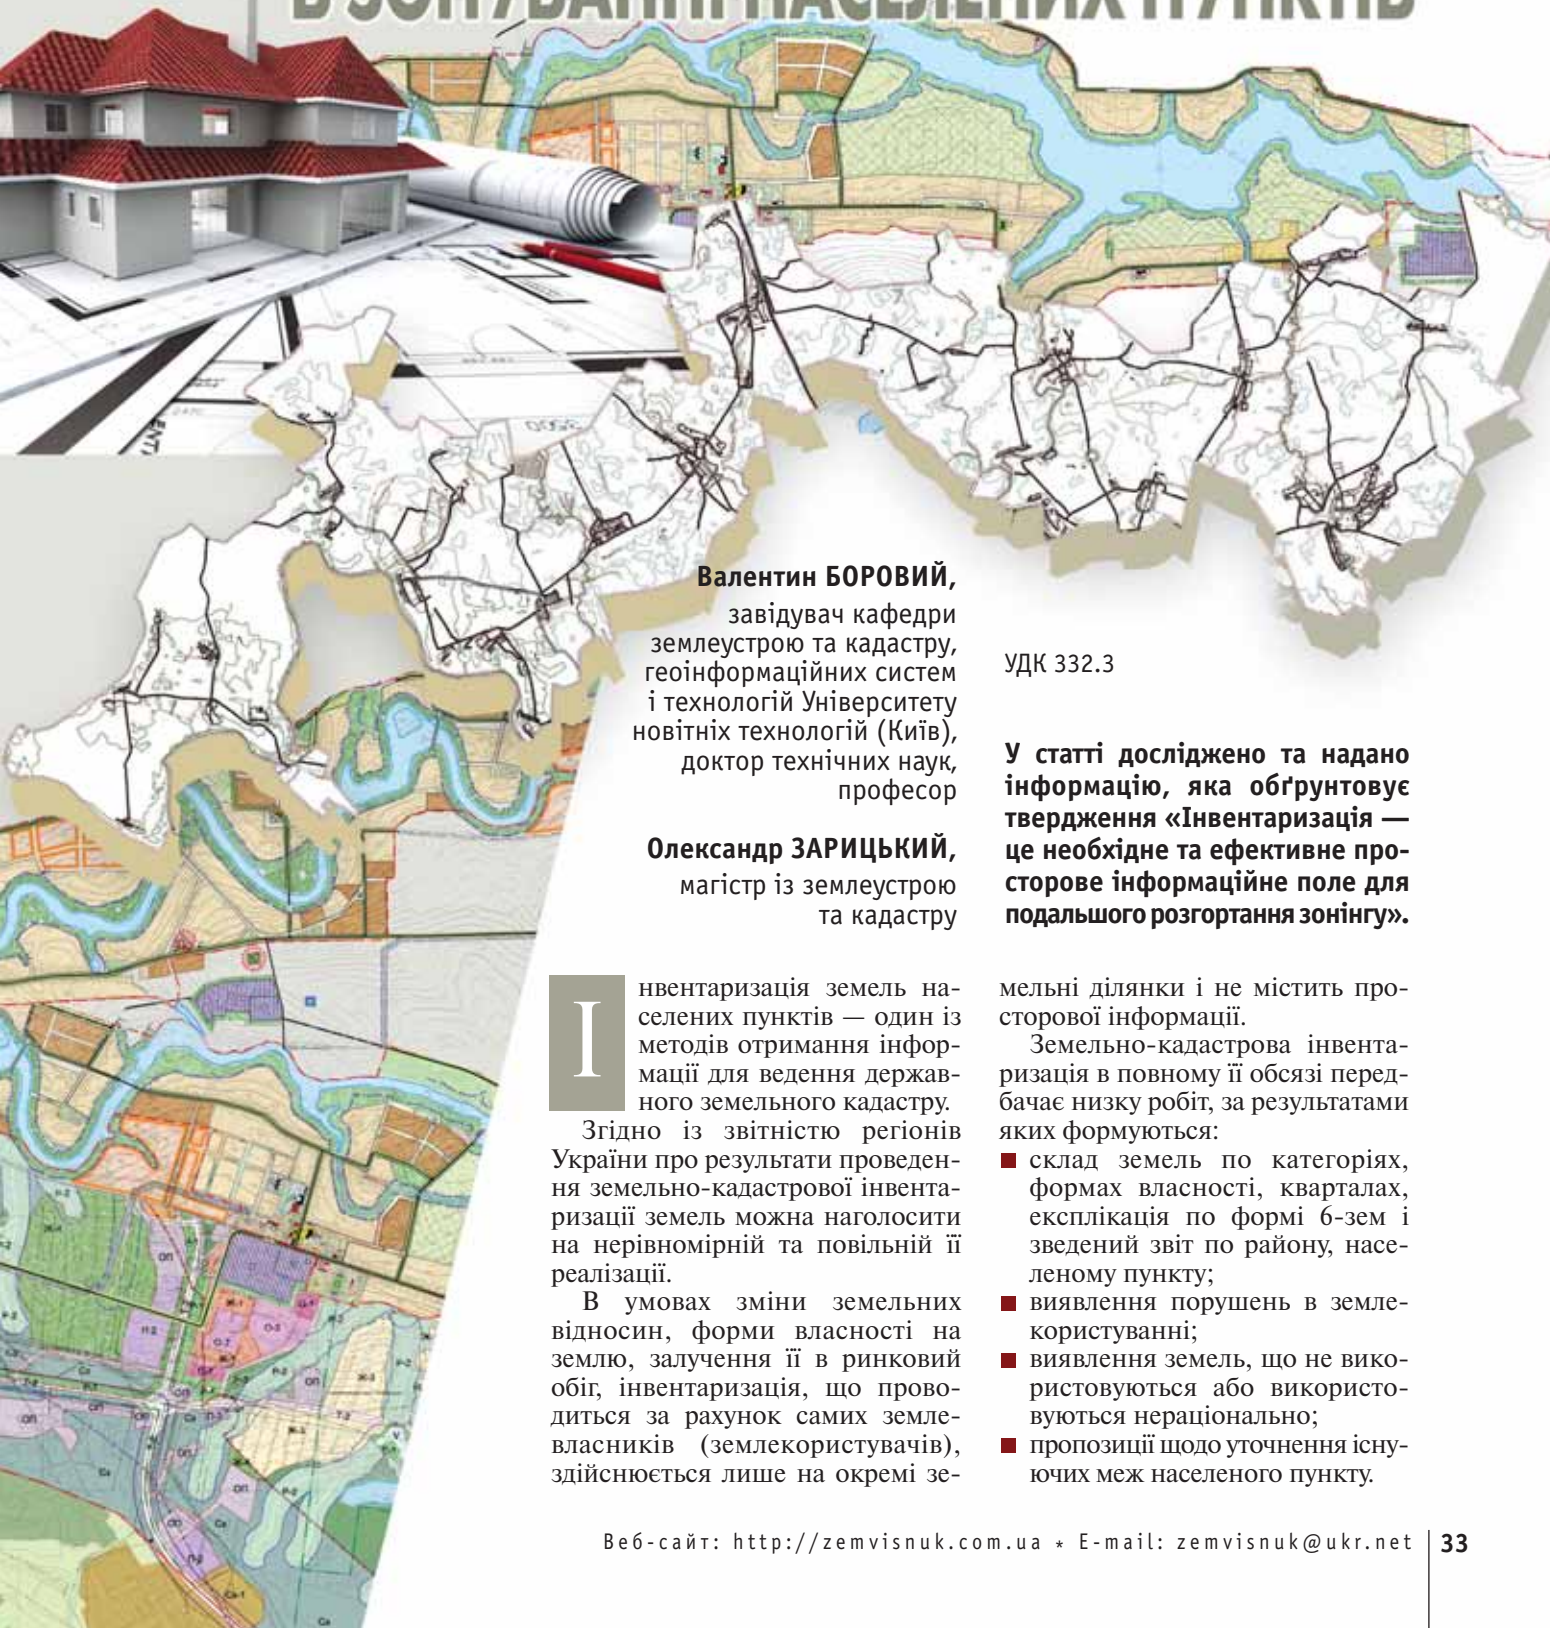 В ЗОНУВАННІ НАСЕЛЕНИХ ПУНКТІВ
Валентин БОРОВИЙ,
завідувач кафедри
землеустрою та кадастру,
геоінформаційних систем
і технологій Університету
новітніх технологій (Київ),
доктор технічних наук,
професор
Олександр ЗАРИЦЬКИЙ,
магістр із землеустрою
та кадастру
УДК 332.3
У статті досліджено та надано
інформацію, яка обґрунтовує
твердження «Інвентаризація —
це необхідне та ефективне про-
сторове інформаційне поле для
подальшого розгортання зонінгу».
Інвентаризація земель на-
селених пунктів — один із
методів отримання інфор-
мації для ведення держав-
ного земельного кадастру.
Згідно із звітністю регіонів
України про результати проведен-
ня земельно-кадастрової інвента-
ризації земель можна наголосити
на нерівномірній та повільній її
реалізації.
В умовах зміни земельних
відносин, форми власності на
землю, залучення її в ринковий
обіг, інвентаризація, що прово-
диться за рахунок самих земле-
власників (землекористувачів),
здійснюється лише на окремі зе-
мельні ділянки і не містить про-
сторової інформації.
Земельно-кадастрова інвента-
ризація в повному її обсязі перед-
бачає низку робіт, за результатами
яких формуються:
■ склад земель по категоріях,
формах власності, кварталах,
експлікація по формі 6-зем і
зведений звіт по району, насе-
леному пункту;
■ виявлення порушень в земле-
користуванні;
■ виявлення земель, що не вико-
ристовуються або використо-
вуються нераціонально;
■ пропозиції щодо уточнення існу-
ючих меж населеного пункту.
Веб-сайт: http://zemvisnuk.com.ua * E-mail: zemvisnuk@ukr.net 33